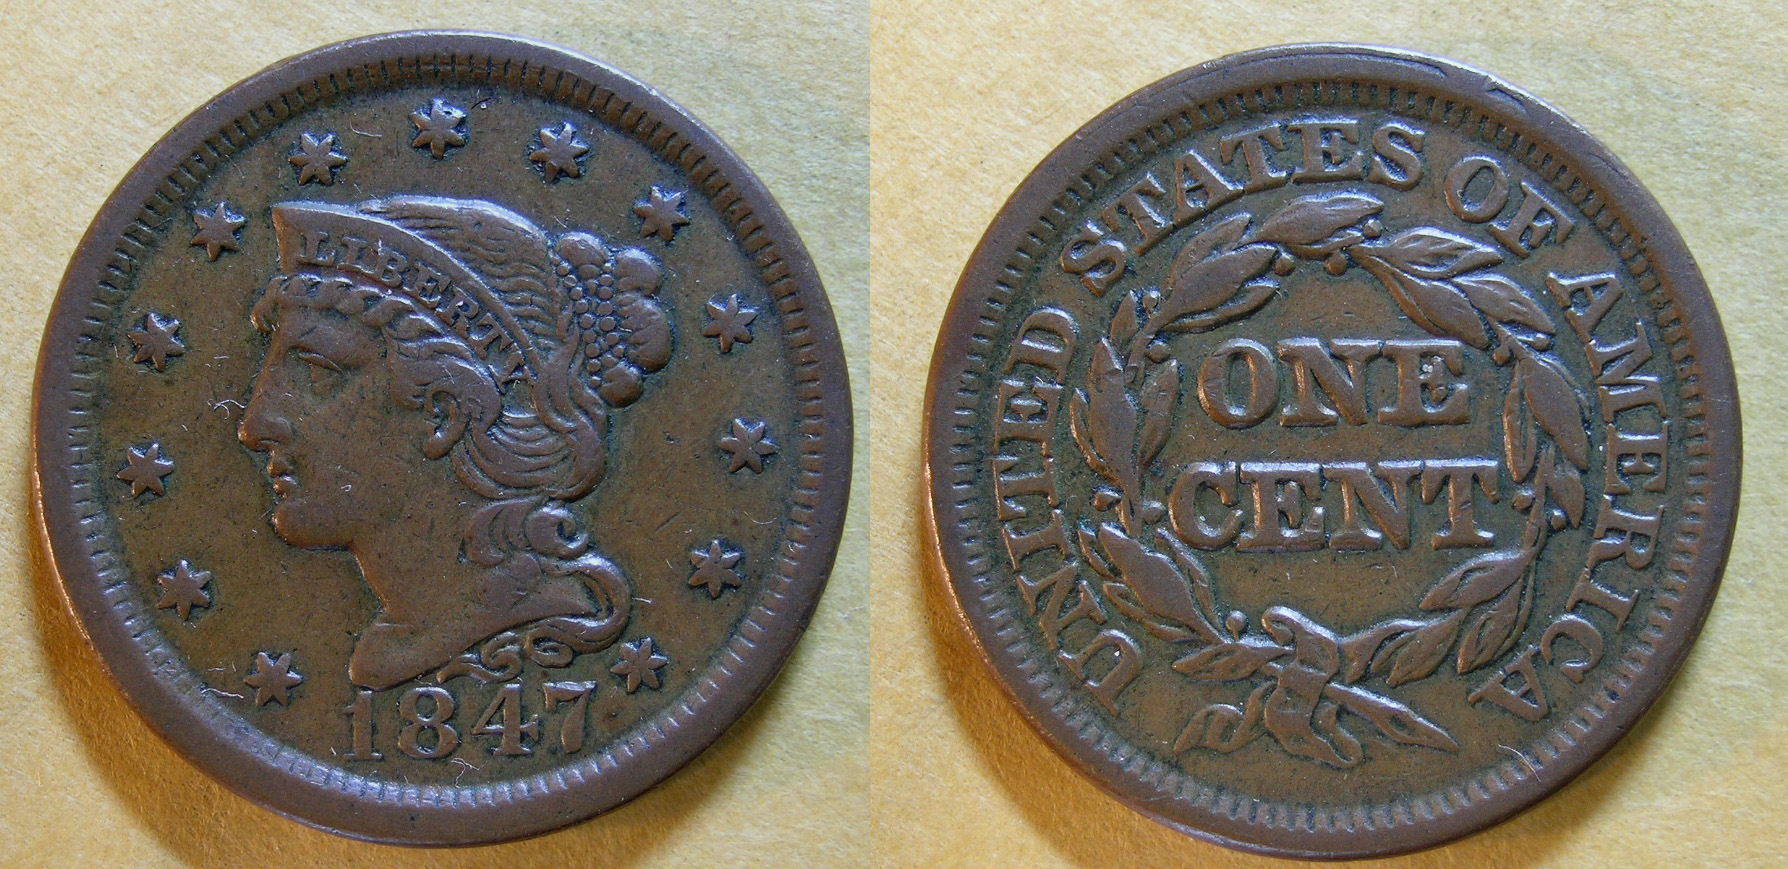 LIBERTY
1847
UNITED STATES OF AMERICA
ONE
CENT